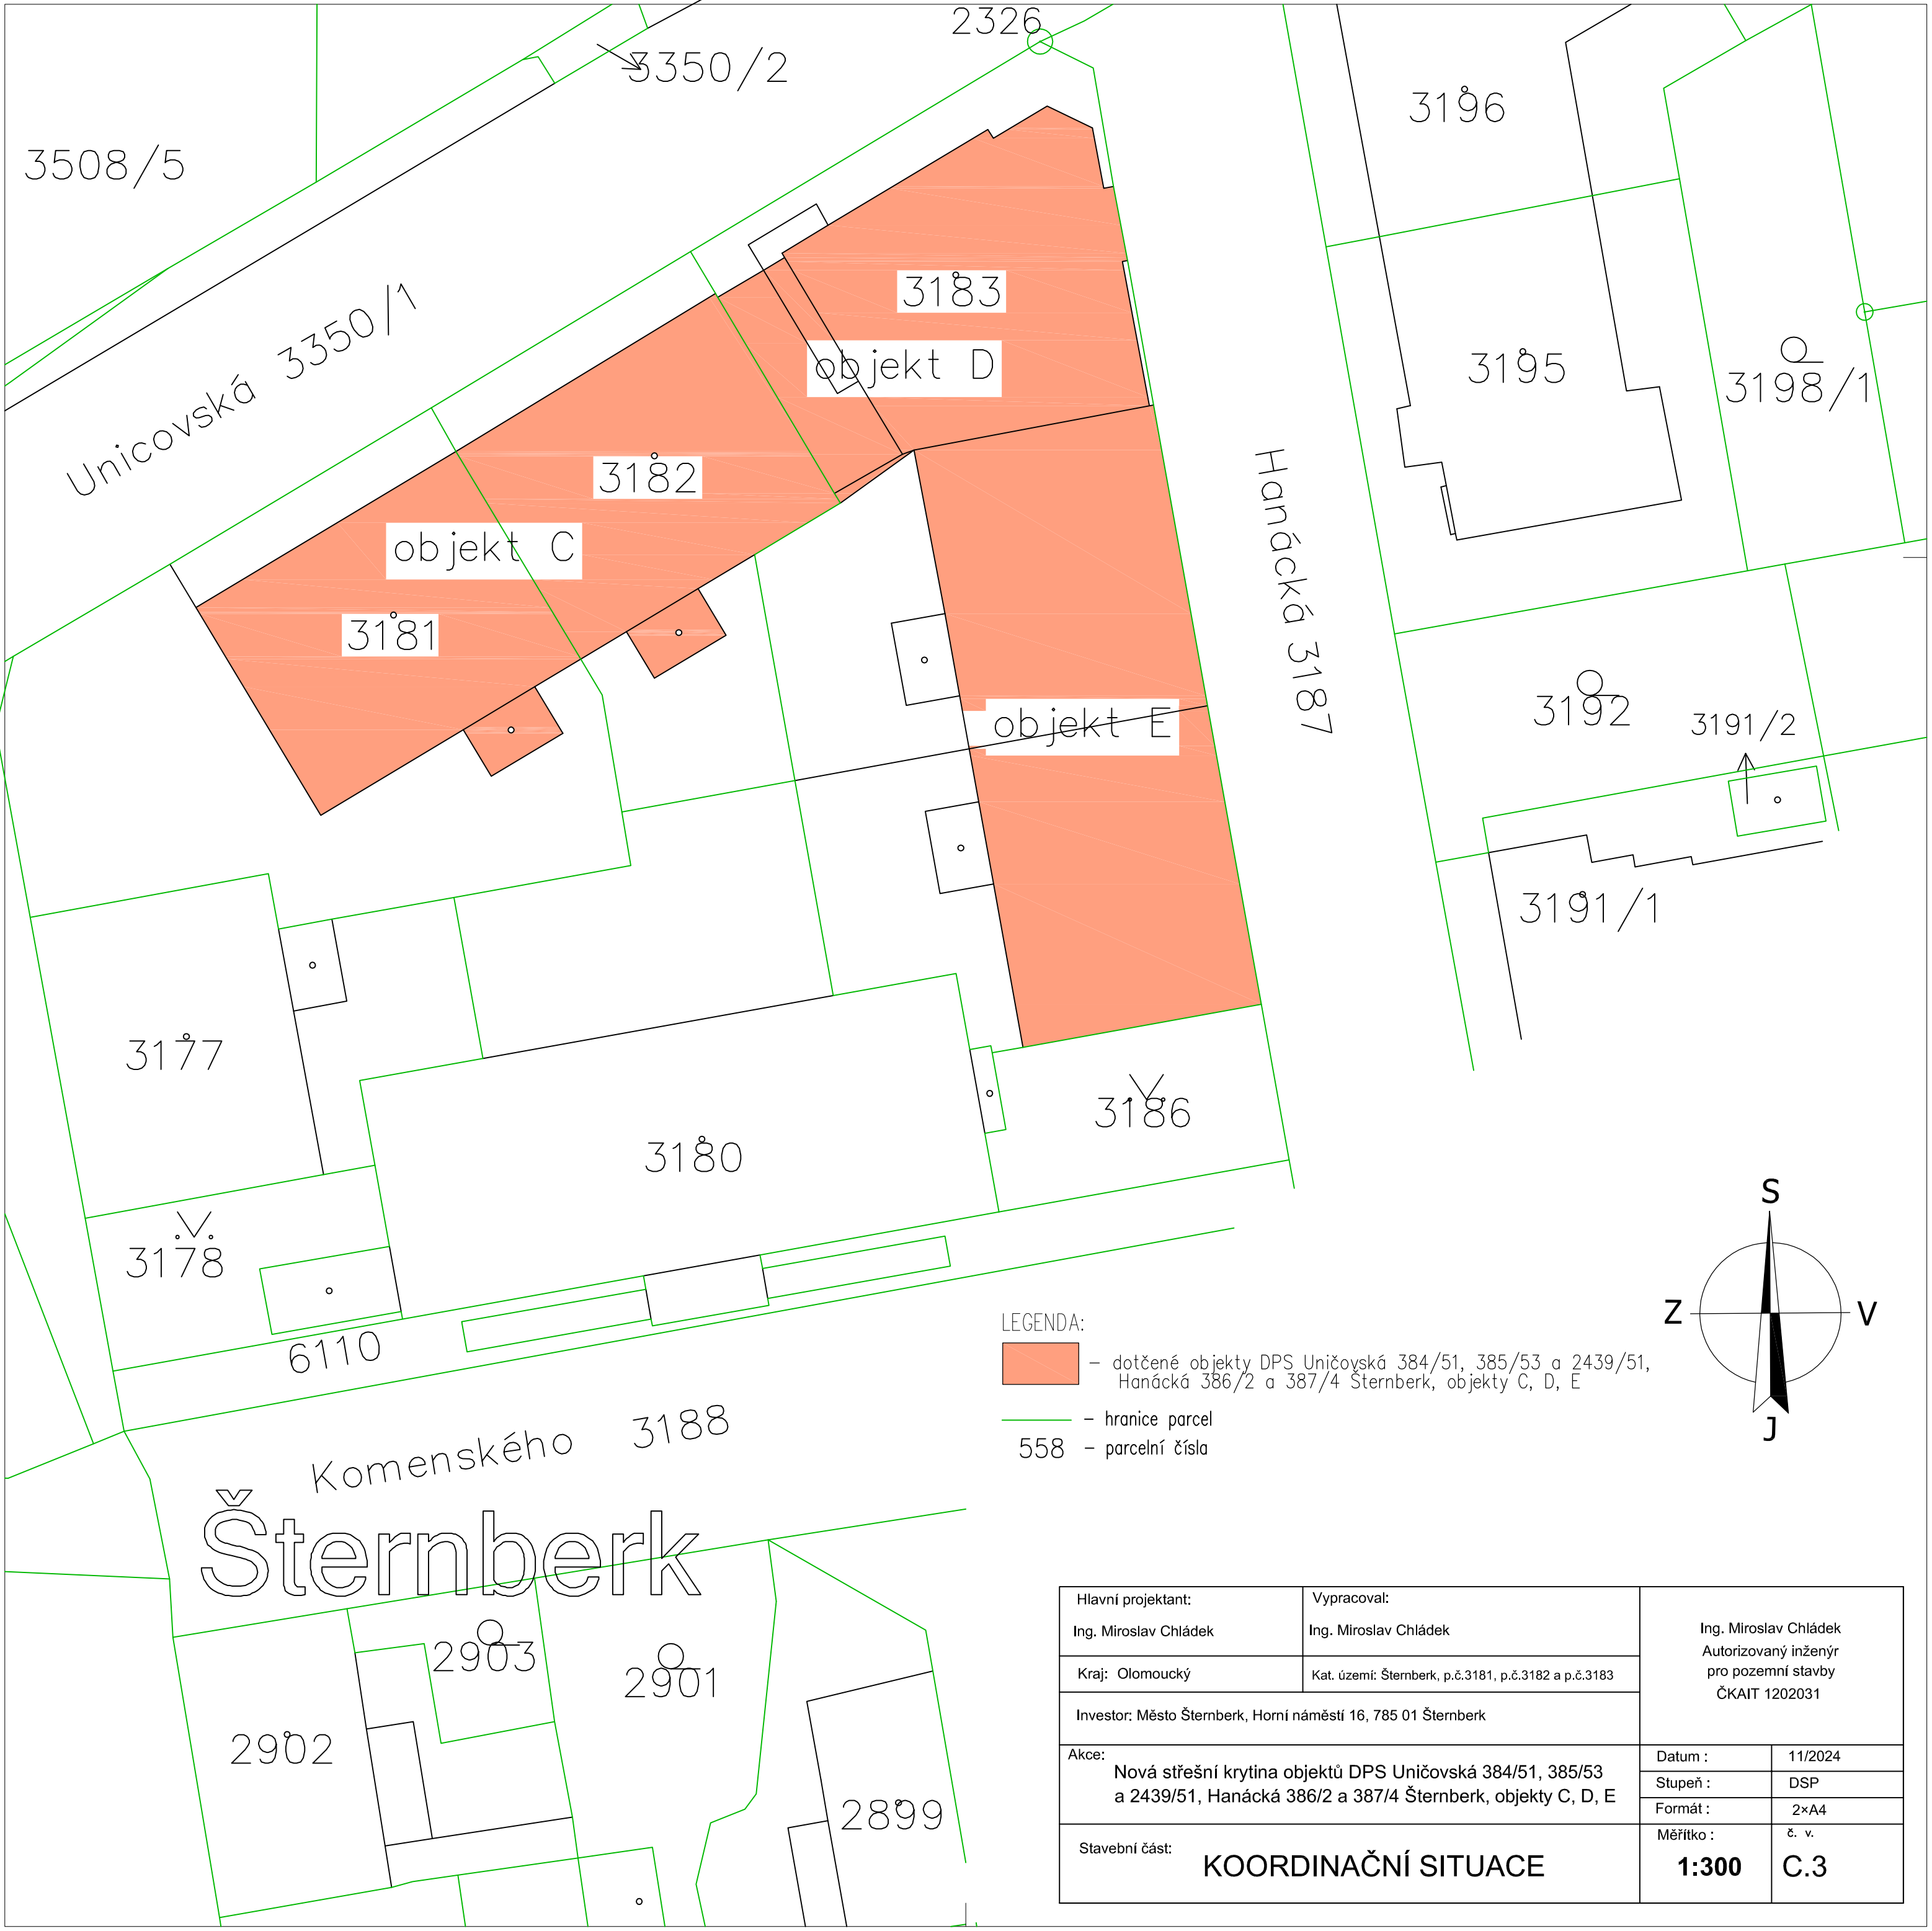 2326
3350/2
3196
3508/5
3183
Unicovská 3350/1
objekt D
3195
3198/1
3182
objekt C
3181
Hanácká 3187
3192
3191/2
objekt E
3191/1
3177
3186
3180
3178
6110
S
Z
V
J
LEGENDA:
– dotčené objekty DPS Uničovská 384/51, 385/53 a 2439/51,
Hanácká 386/2 a 387/4 Šternberk, objekty C, D, E
– hranice parcel
558 – parcelní čísla
Komenského 3188
Šternberk
2903
2901
2902
2899
Hlavní projektant:
Ing. Miroslav Chládek
Vypracoval:
Ing. Miroslav Chládek
Ing. Miroslav Chládek
Autorizovaný inženýr
pro pozemní stavby
ČKAIT 1202031
Kraj: Olomoucký
Kat. území: Šternberk, p.č.3181, p.č.3182 a p.č.3183
Investor: Město Šternberk, Horní náměstí 16, 785 01 Šternberk
Akce:
Nová střešní krytina objektů DPS Uničovská 384/51, 385/53
a 2439/51, Hanácká 386/2 a 387/4 Šternberk, objekty C, D, E
Datum : 11/2024
Stupeň : DSP
Formát : 2×A4
Stavební část:
KOORDINAČNÍ SITUACE
Měřítko :
1:300
č. v.
C.3